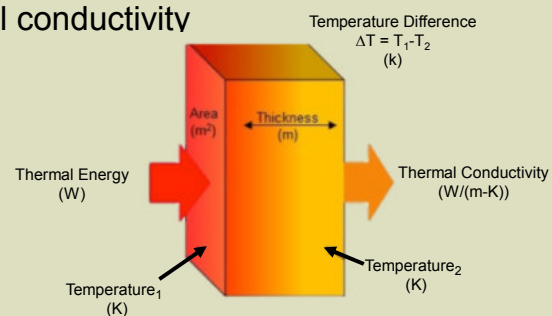 l conductivity
Temperature Difference
ΔT = T₁-T₂
(k)
Area
(m²)
Thickness
(m)
Thermal Energy
(W)
Thermal Conductivity
(W/(m-K))
Temperature₁
(K)
Temperature₂
(K)